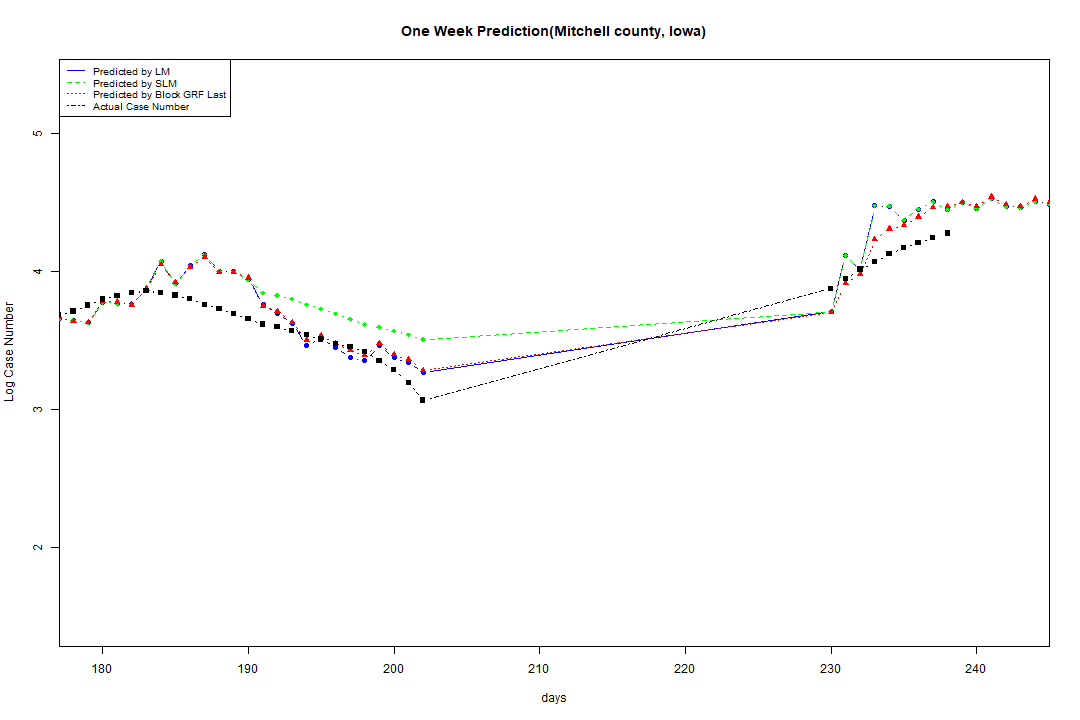 One Week Prediction(Mitchell county, Iowa)
Predicted by LM
Predicted by SLM
Predicted by Block GRF Last
Actual Case Number
5
4
3
2
Log Case Number
180 190 200 210 220 230 240
days